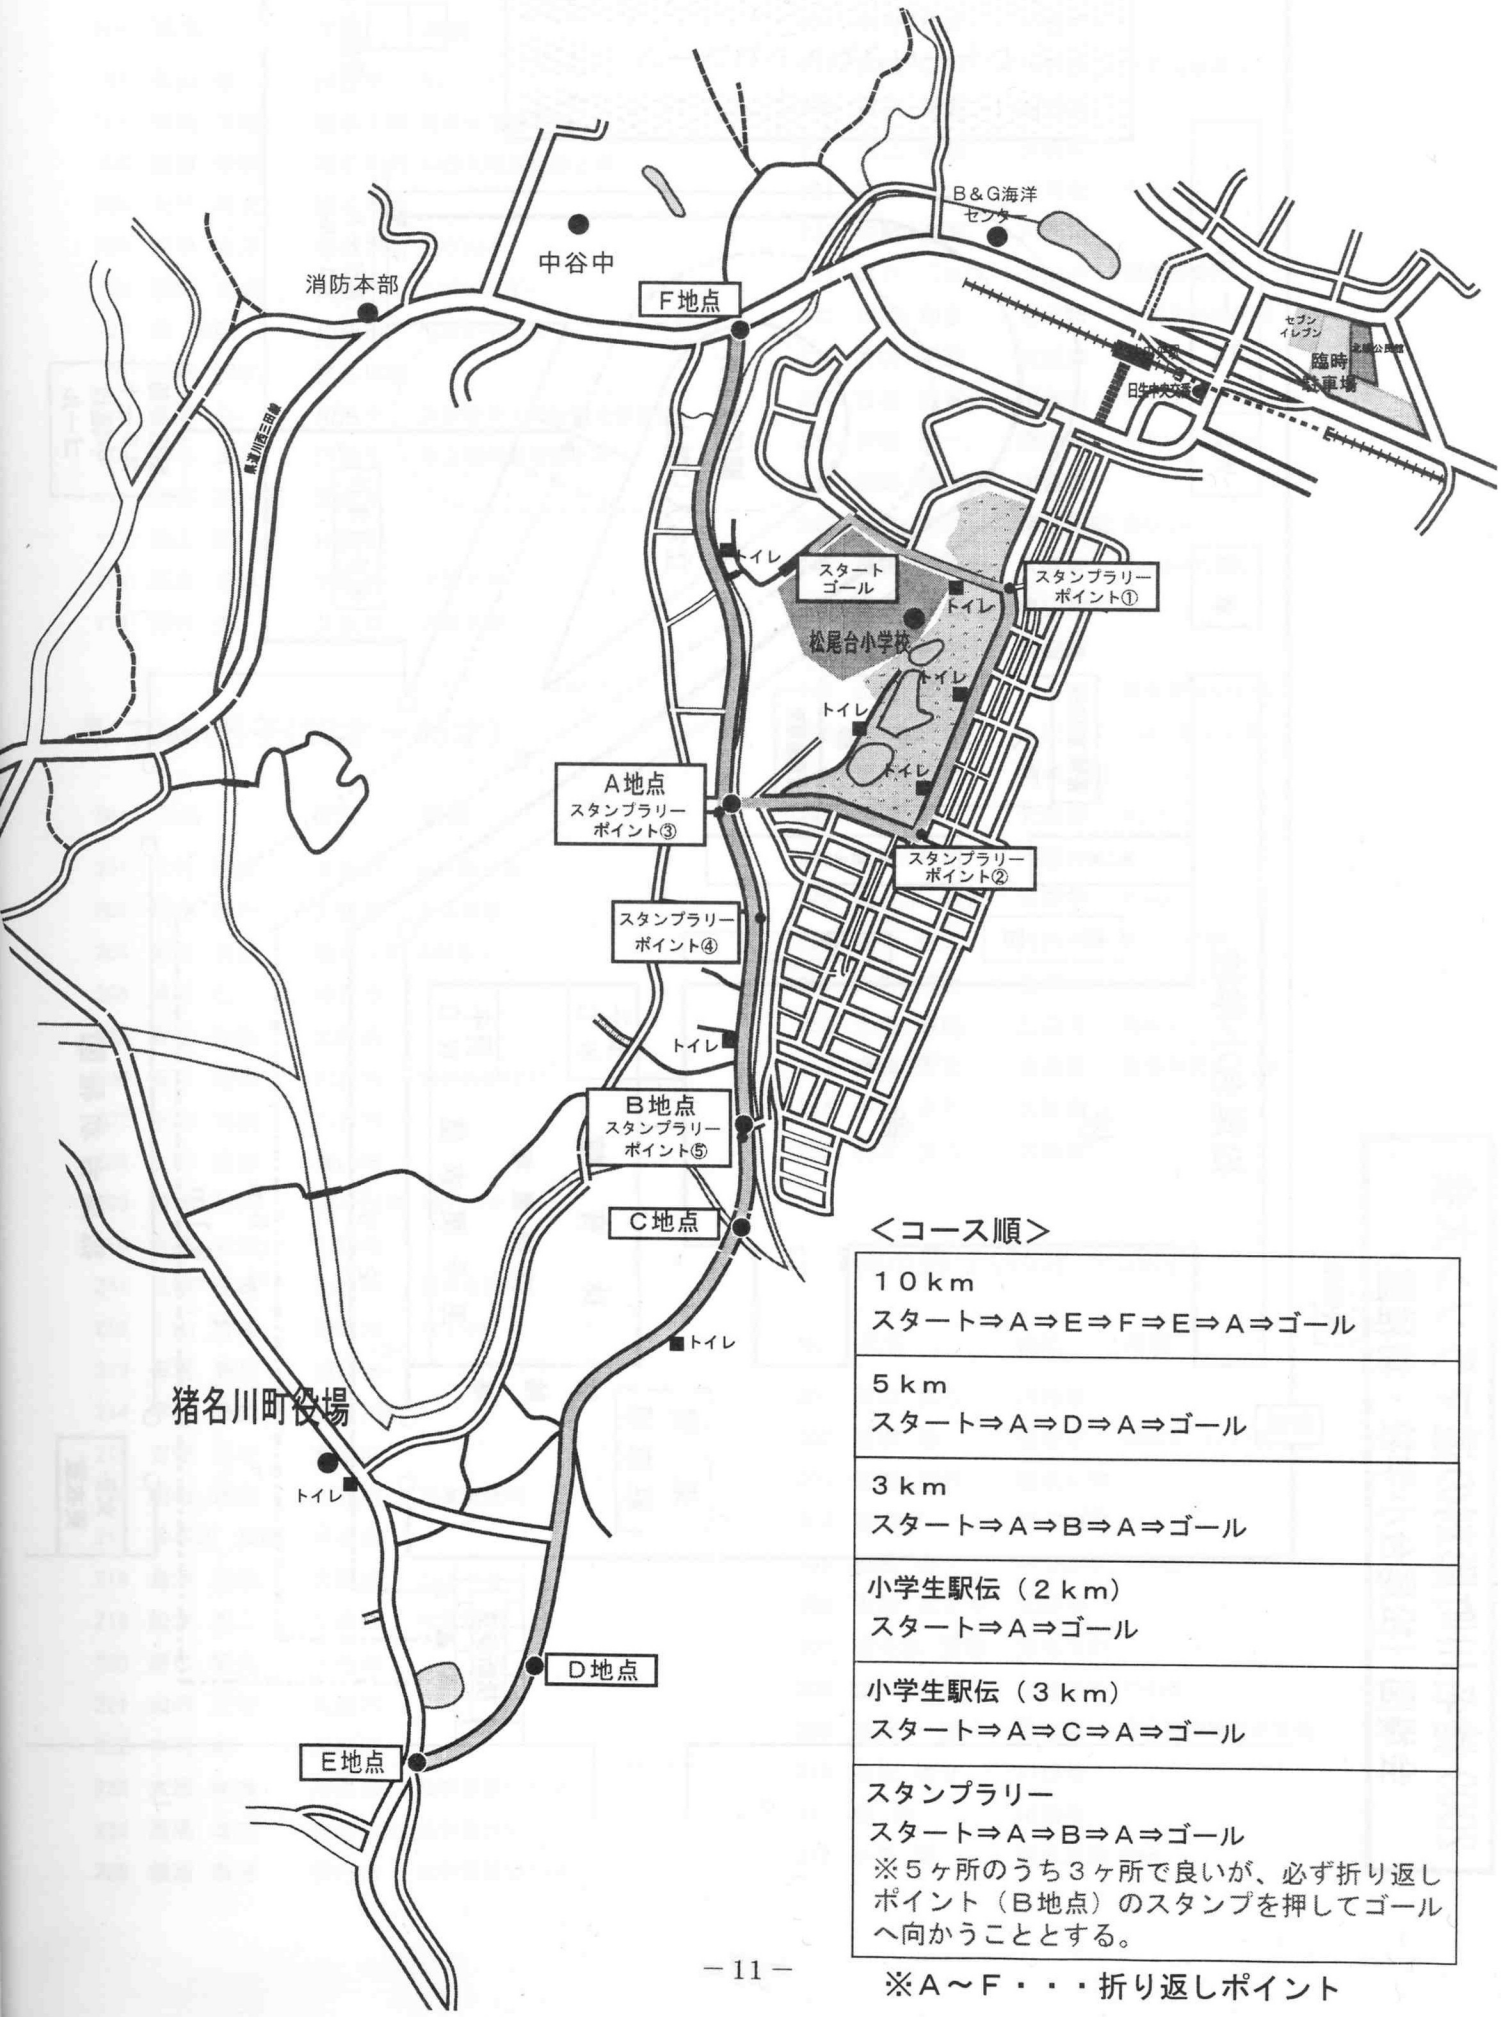 B&G海洋
センター
中谷中
消防本部
F地点
セブン
イレブン
臨時
駐車場
日生中央交番
県道川西三田線
トイレ
スタート
ゴール
スタンプラリー
ポイント①
トイレ
松尾台小学校
トイレ
トイレ
トイレ
A地点
スタンプラリー
ポイント③
スタンプラリー
ポイント②
スタンプラリー
ポイント④
トイレ
B地点
スタンプラリー
ポイント⑤
C地点
トイレ
猪名川町役場
トイレ
D地点
E地点
<コース順>
10km
スタート⇒A⇒E⇒F⇒E⇒A⇒ゴール
5km
スタート⇒A⇒D⇒A⇒ゴール
3km
スタート⇒A⇒B⇒A⇒ゴール
小学生駅伝(2km)
スタート⇒A⇒ゴール
小学生駅伝(3km)
スタート⇒A⇒C⇒A⇒ゴール
スタンプラリー
スタート⇒A⇒B⇒A⇒ゴール
※5ヶ所のうち3ヶ所で良いが、必ず折り返し
ポイント(B地点)のスタンプを押してゴール
へ向かうこととする。
※A~F・・・折り返しポイント
-11-